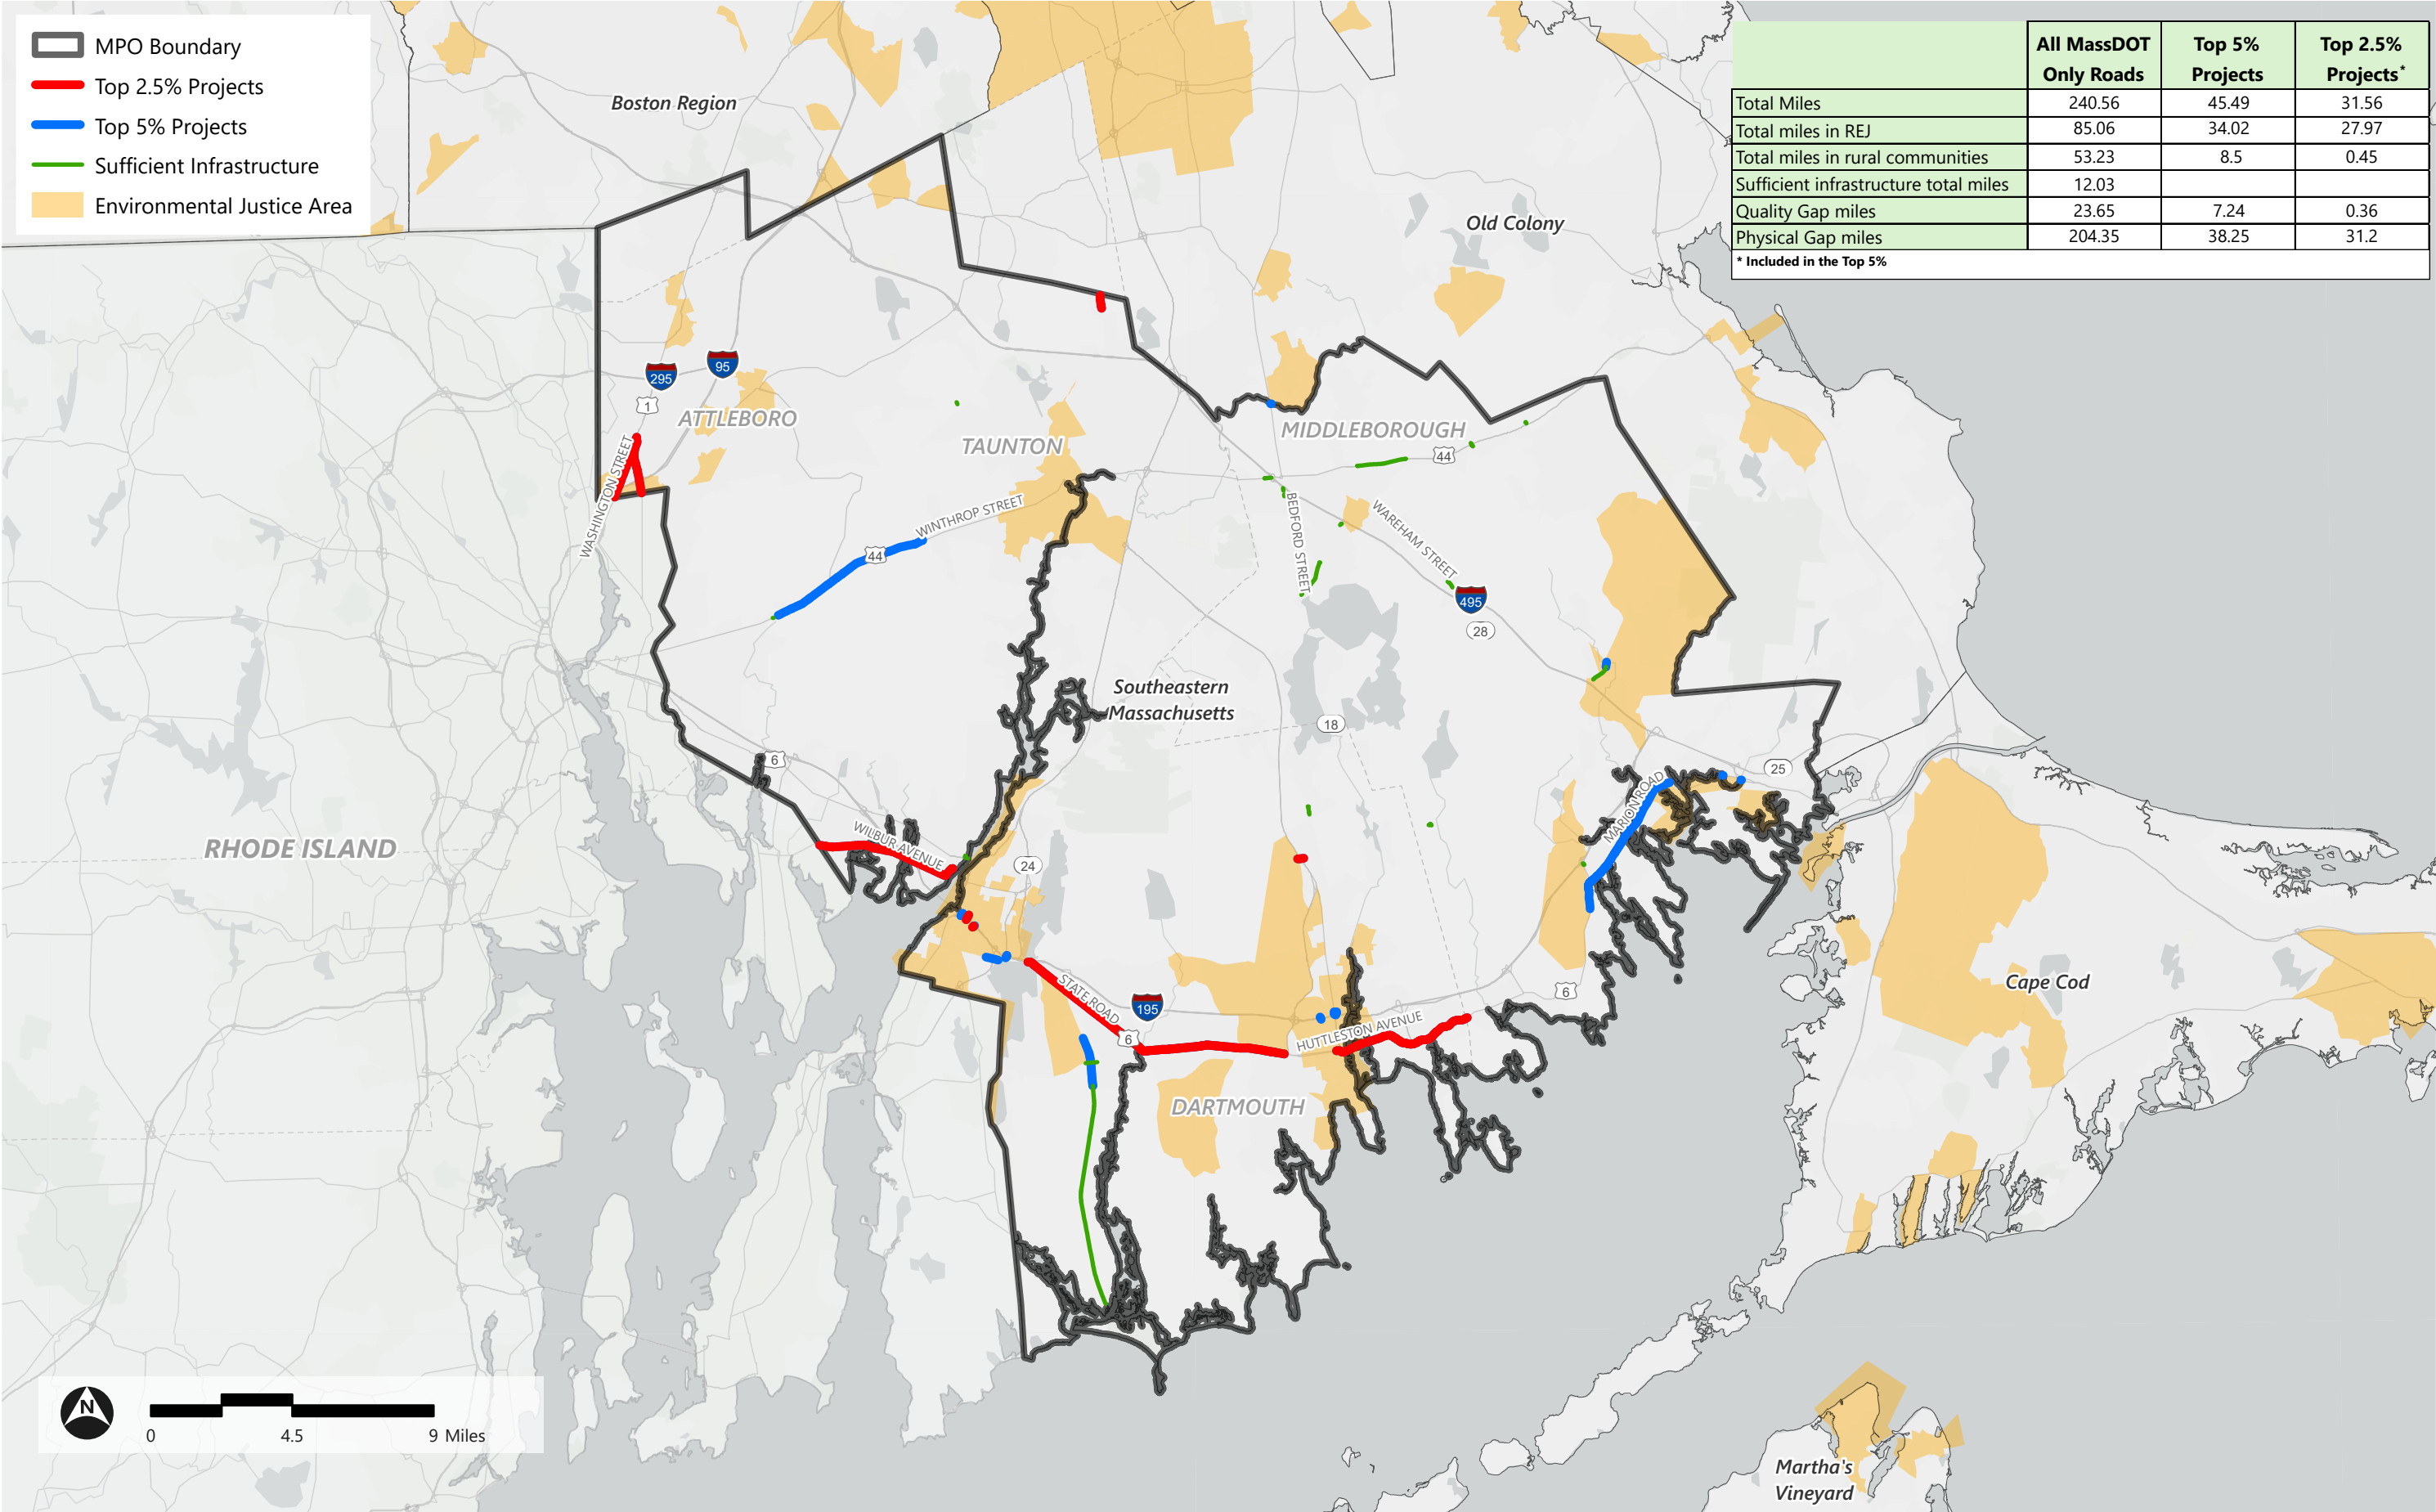 MPO Boundary
Top 2.5% Projects
Top 5% Projects
Sufficient Infrastructure
Environmental Justice Area
All MassDOT Only Roads	Top 5% Projects	Top 2.5% Projects*
Total Miles	240.56	45.49	31.56
Total miles in REJ	85.06	34.02	27.97
Total miles in rural communities	53.23	8.5	0.45
Sufficient infrastructure total miles	12.03
Quality Gap miles	23.65	7.24	0.36
Physical Gap miles	204.35	38.25	31.2
* Included in the Top 5%
Boston Region
Old Colony
295
95
1
ATTLEBORO
TAUNTON
MIDDLEBOROUGH
44
WASHINGTON STREET
WINTHROP STREET
44
BEDFORD STREET
WAREHAM STREET
495
28
Southeastern
Massachusetts
18
6
25
MARION ROAD
RHODE ISLAND
WILBUR AVENUE
24
STATE ROAD
195
6
6
HUTTLESTON AVENUE
Cape Cod
DARTMOUTH
N
0	4.5	9 Miles
Martha's
Vineyard